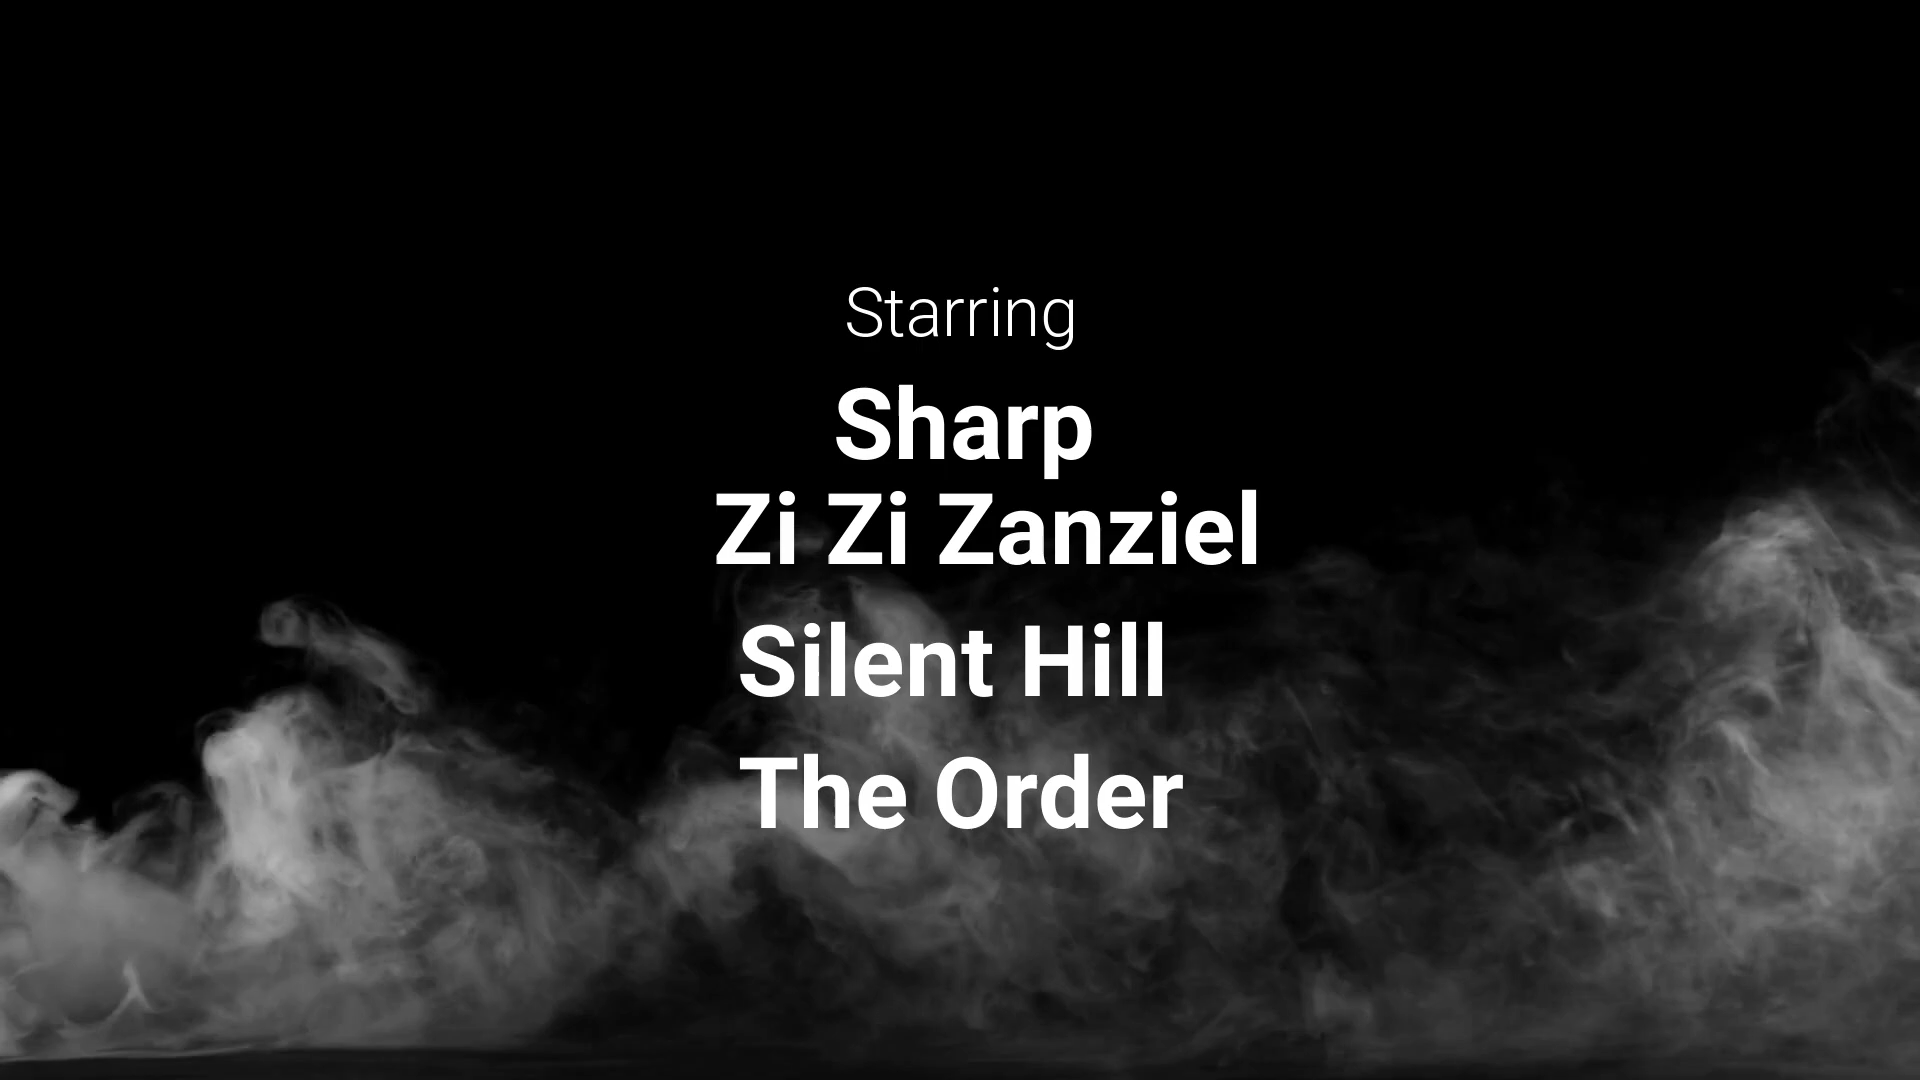 Starring
Sharp
Zi Zi Zanziel
Silent Hill
The Order